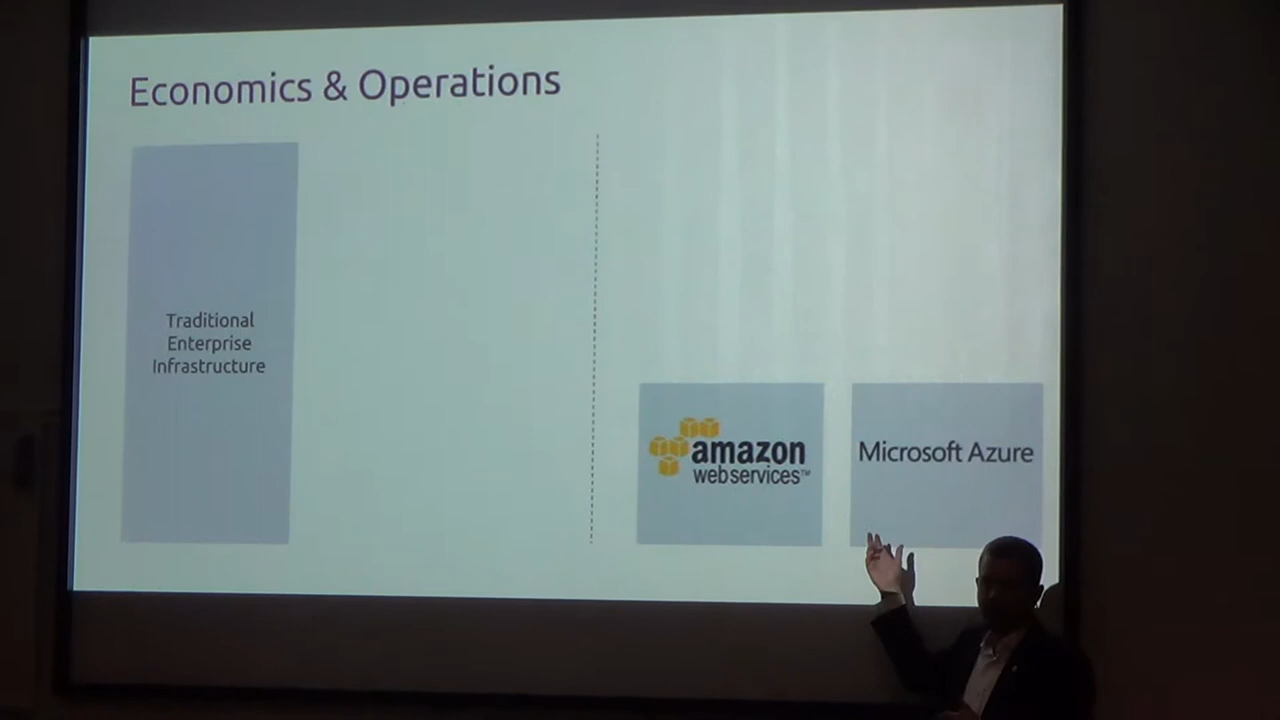 Economics & Operations
Traditional
Enterprise
Infrastructure
amazon
webservices™
Microsoft Azure